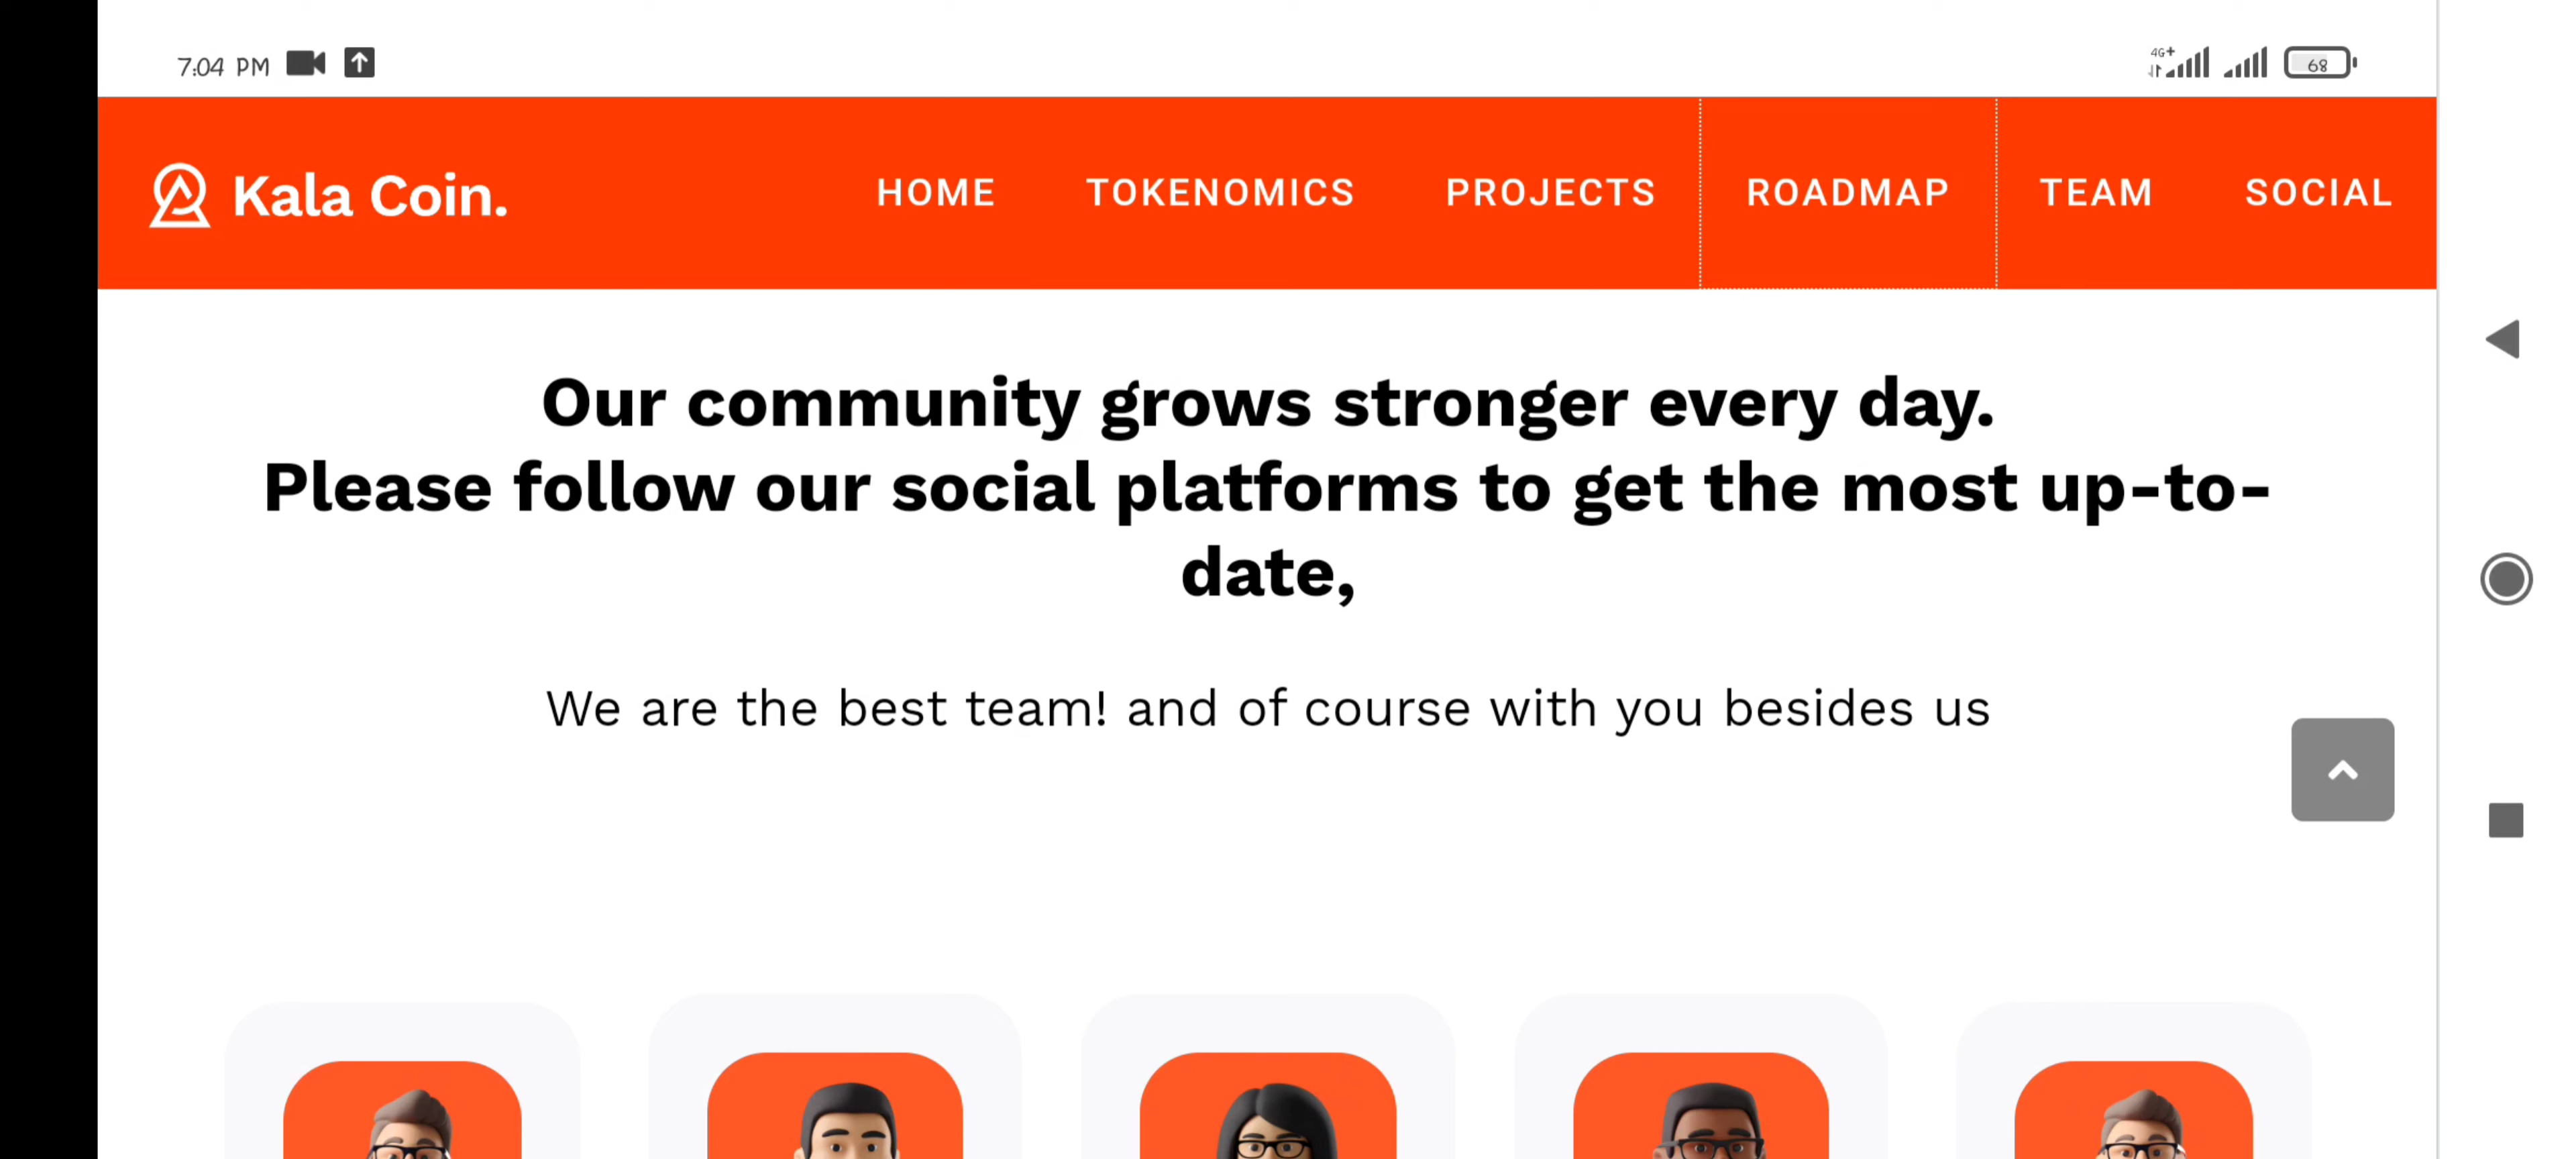 7:04 PM
4G+
68
Kala Coin.
HOME TOKENOMICS PROJECTS ROADMAP TEAM SOCIAL
Our community grows stronger every day.
Please follow our social platforms to get the most up-to-
date,
We are the best team! and of course with you besides us